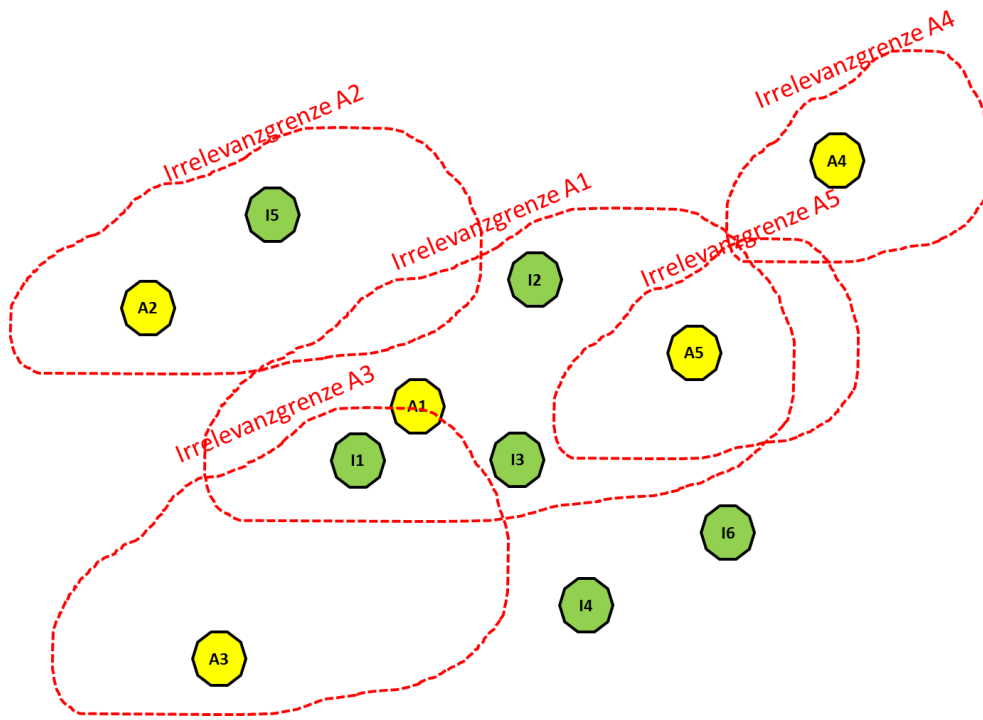 Irrelevanzgrenze A4
Irrelevanzgrenze A2
A4
Irrelevanzgrenze A1
I5
Irrelevanzgrenze A5
I2
A2
A5
Irrelevanzgrenze A3
A1
I1
I3
I6
I4
A3